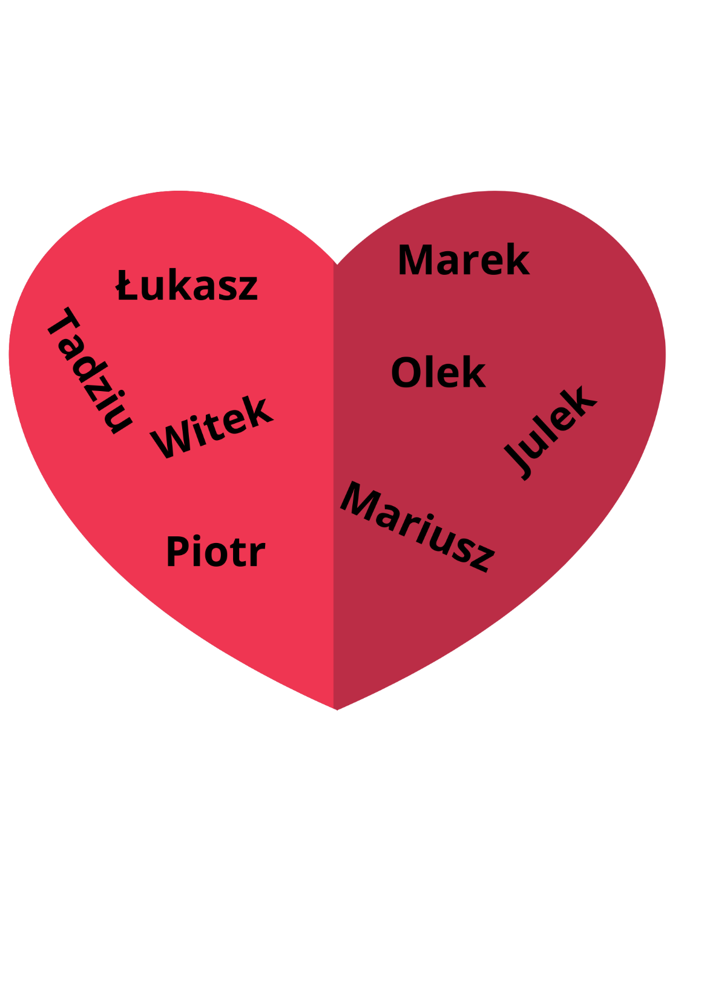 Łukasz
Tadziu
Witek
Piotr
Marek
Olek
Julek
Mariusz